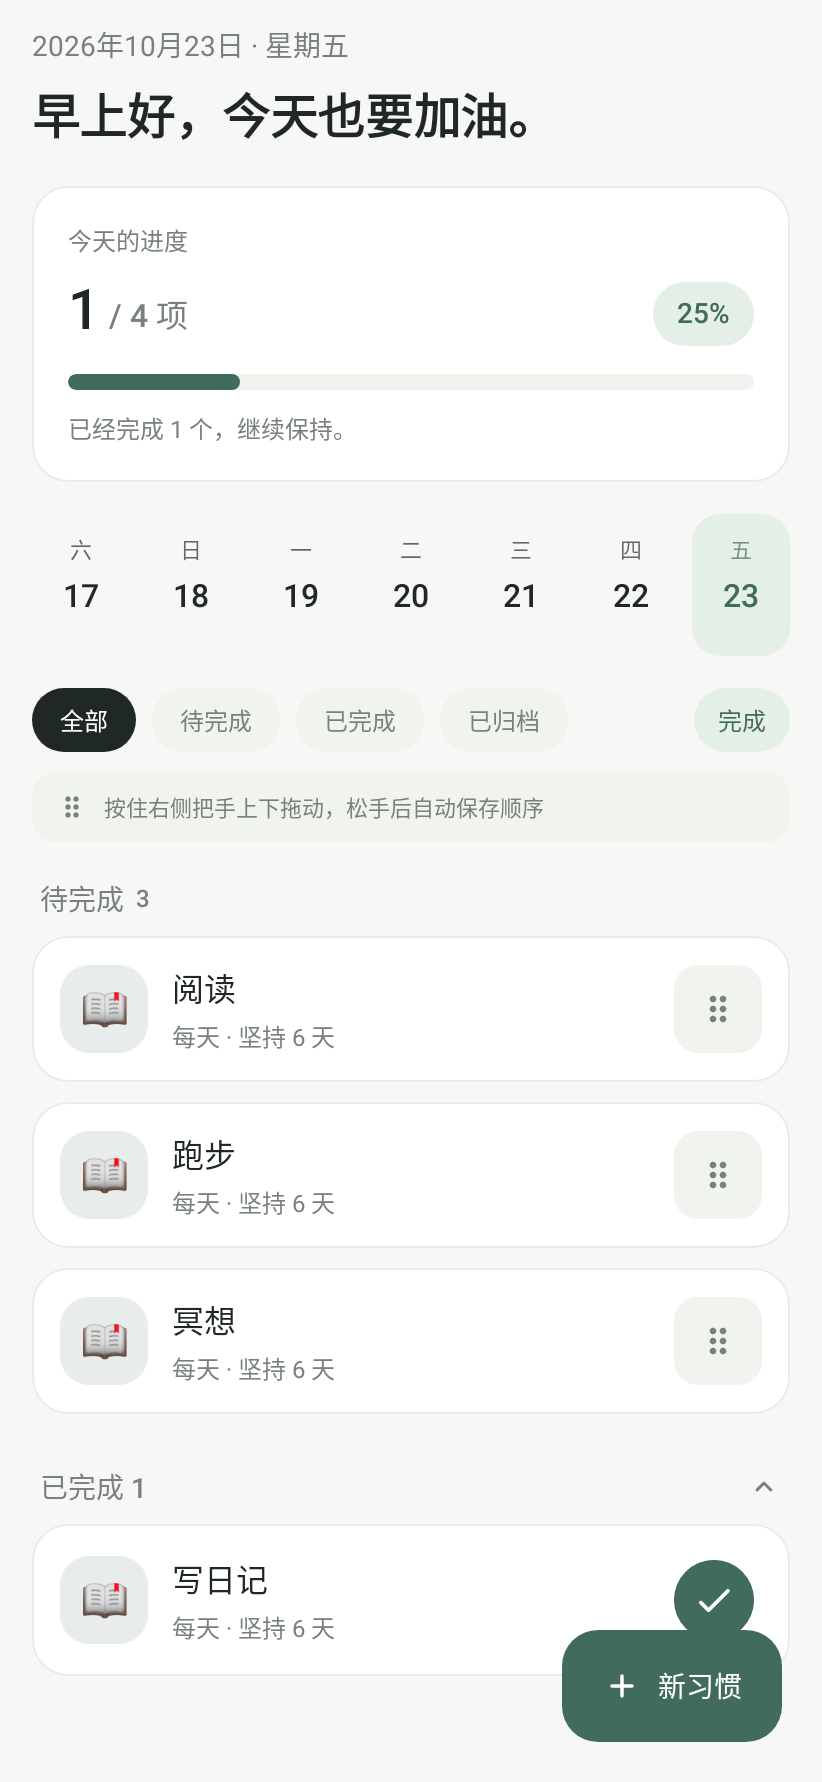 2026年10月23日 · 星期五
早上好，今天也要加油。
今天的进度
1 / 4 项
25%
已经完成 1 个，继续保持。
六 日 一 二 三 四 五
17 18 19 20 21 22 23
全部 待完成 已完成 已归档 完成
按住右侧把手上下拖动，松手后自动保存顺序
待完成 3
阅读
每天 · 坚持 6 天
跑步
每天 · 坚持 6 天
冥想
每天 · 坚持 6 天
已完成 1
写日记
每天 · 坚持 6 天
新习惯